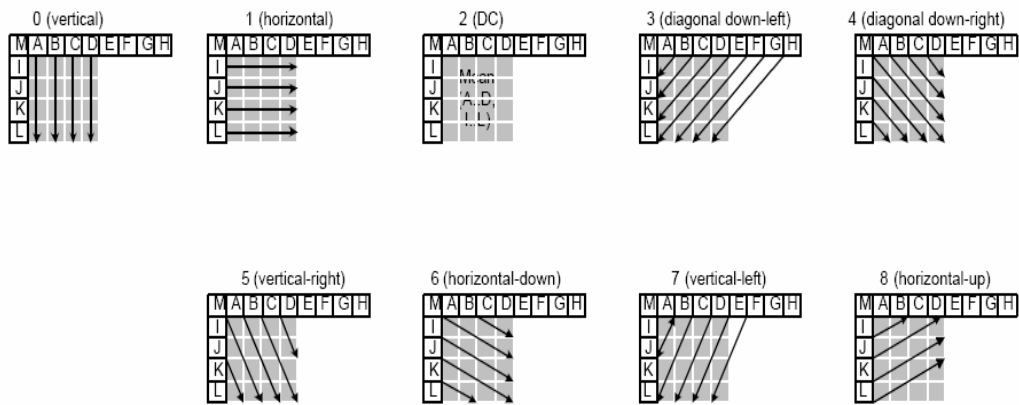 0 (vertical) 1 (horizontal) 2 (DC) 3 (diagonal down-left) 4 (diagonal down-right)
M A B C D E F G H M A B C D E F G H M A B C D E F G H M A B C D E F G H M A B C D E F G H
I I I I I
J J J Mean J J
K K K (A..D, K K
L L L I..L) L L
5 (vertical-right) 6 (horizontal-down) 7 (vertical-left) 8 (horizontal-up)
M A B C D E F G H M A B C D E F G H M A B C D E F G H M A B C D E F G H
I I I I
J J J J
K K K K
L L L L